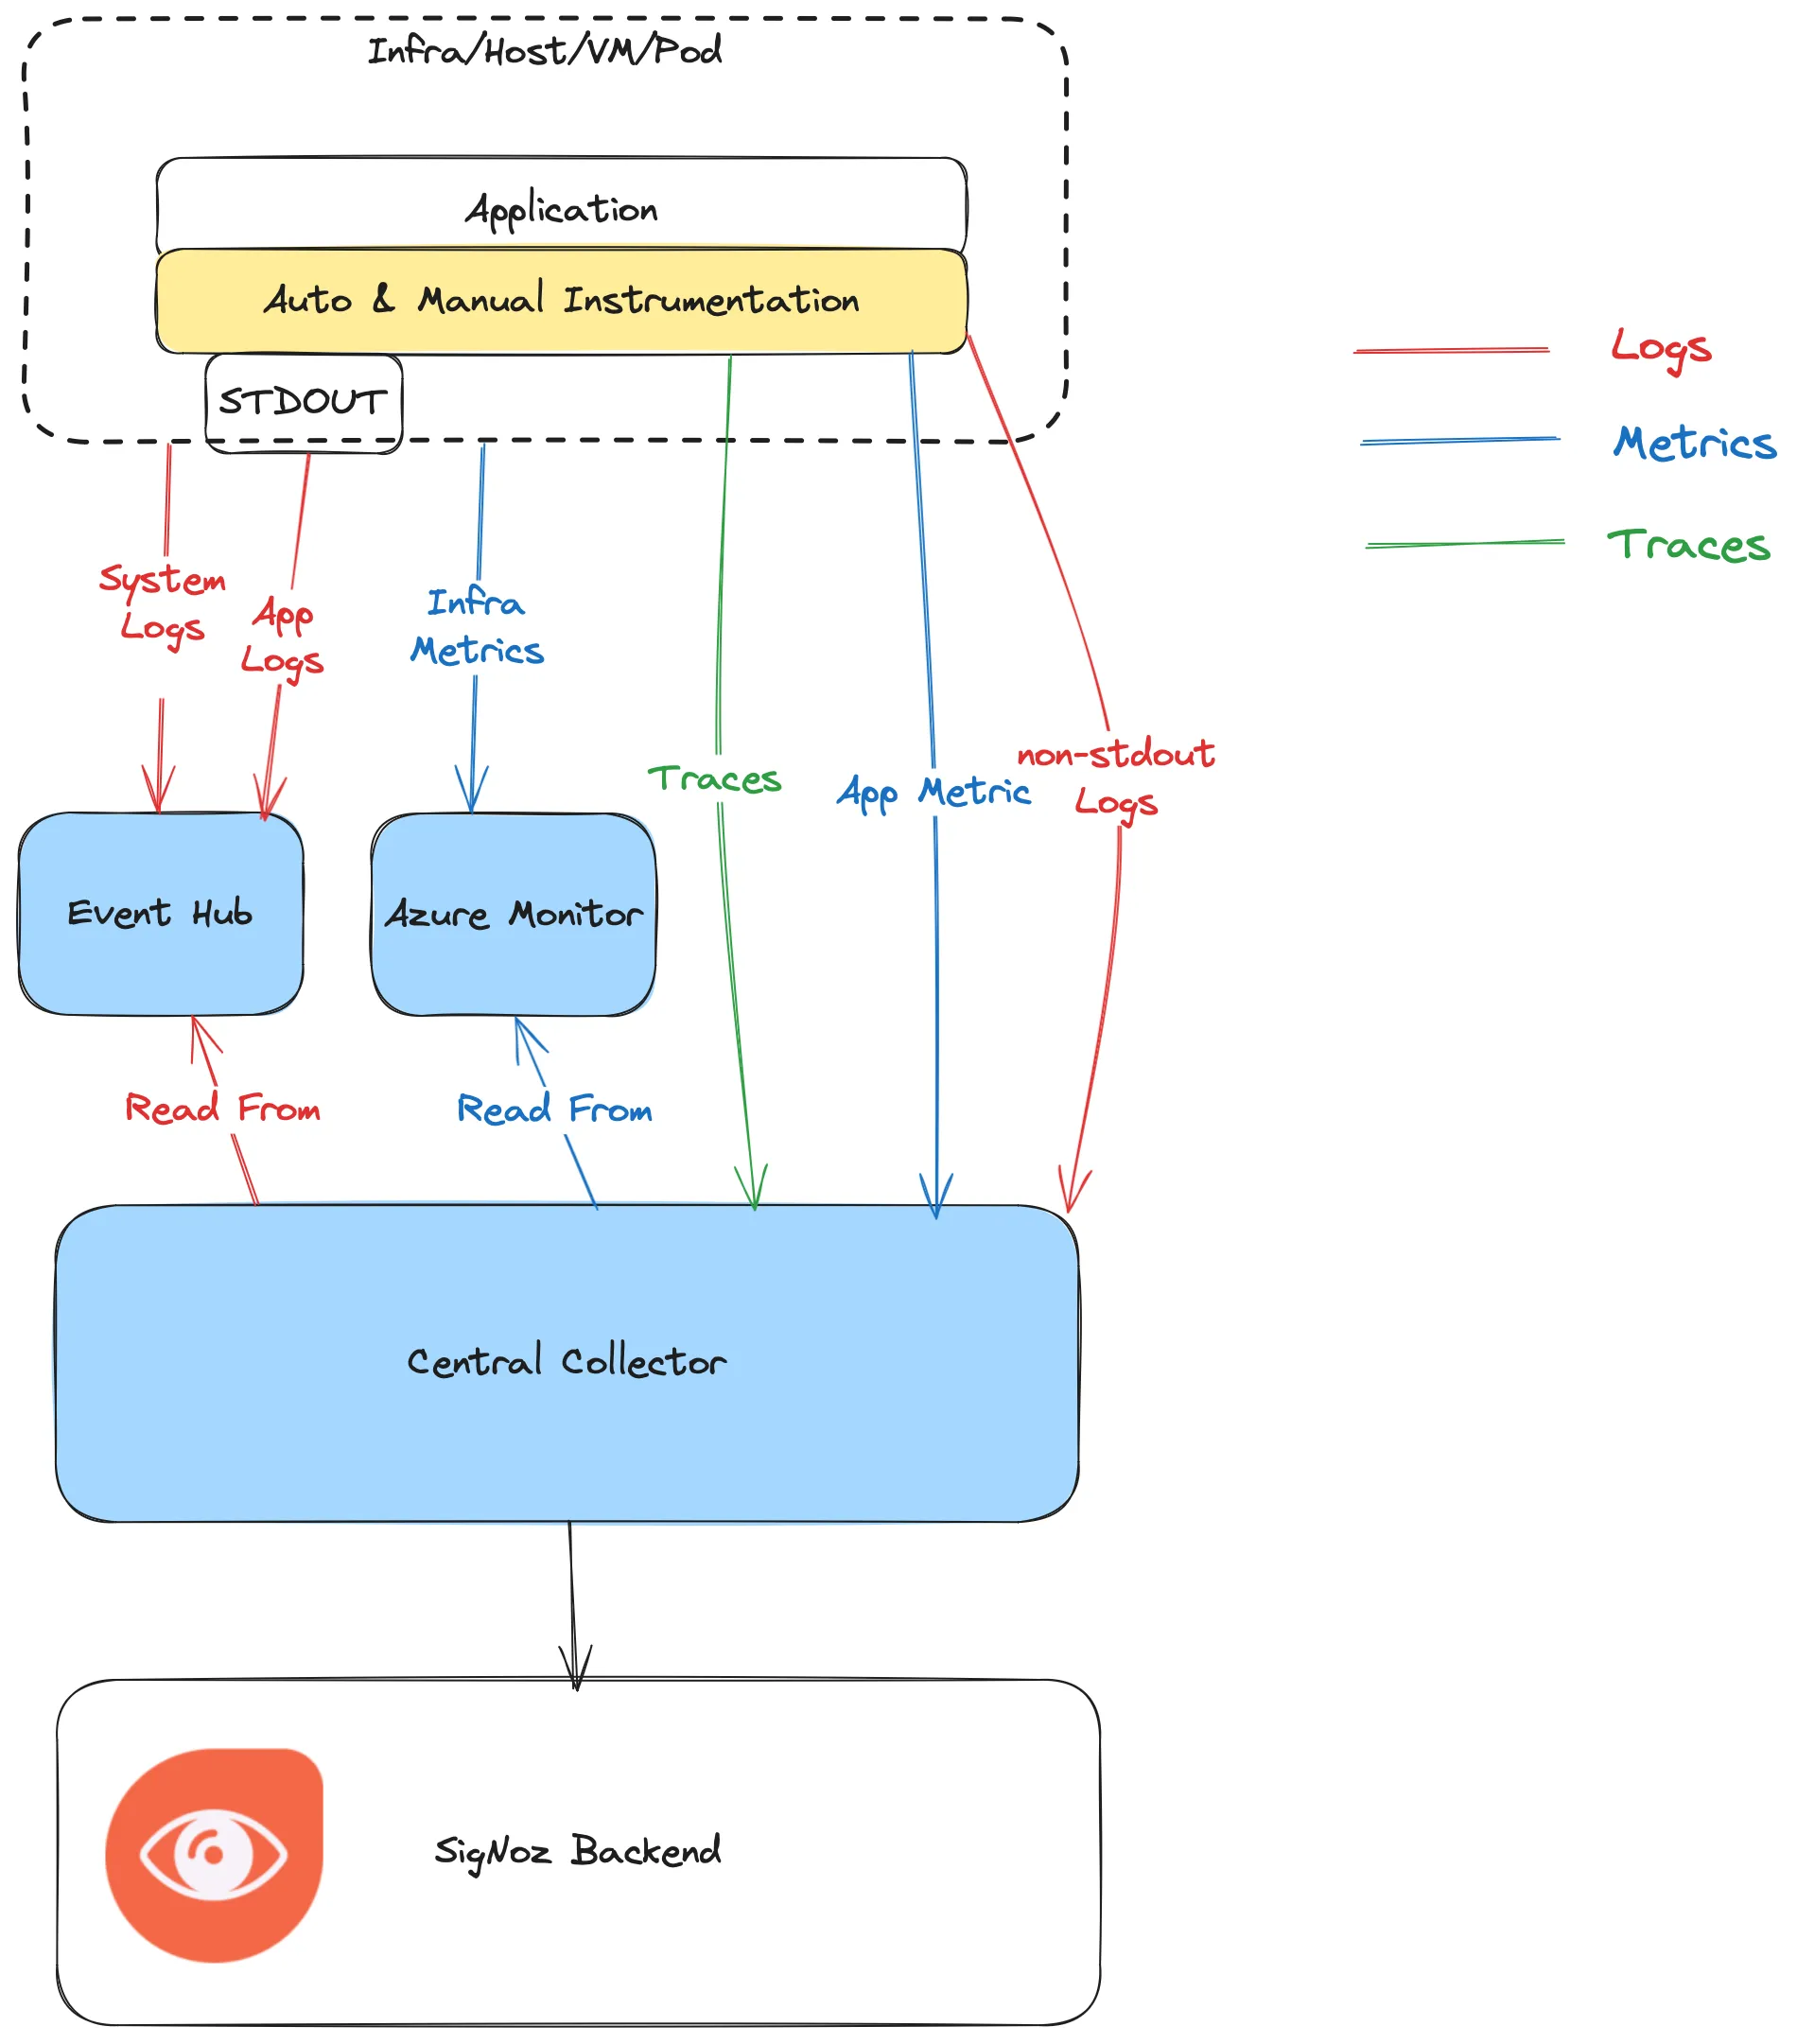 Infra/Host/VM/Pod
Application
Auto & Manual Instrumentation
STDOUT
Logs
Metrics
Traces
System
Logs
App
Logs
Infra
Metrics
Traces
App Metric
non-stdout
Logs
Event Hub
Azure Monitor
Read From
Read From
Central Collector
SigNoz Backend